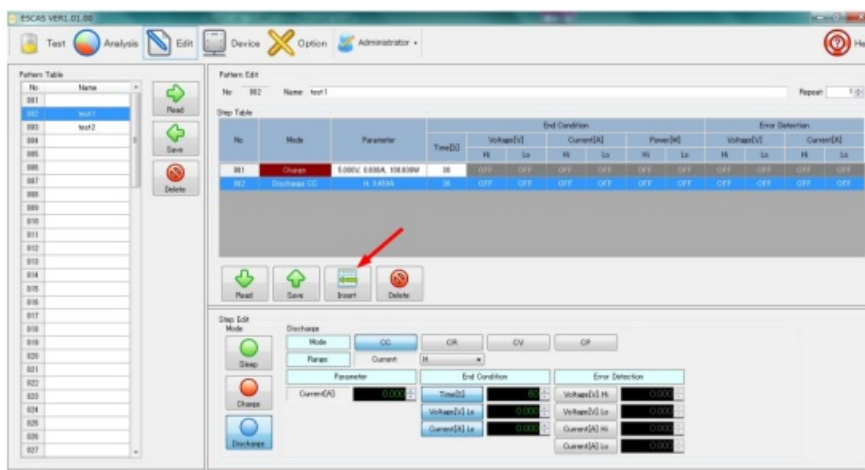 ESCAS VER1.01.00
Test Analysis Edit Device Option Administrator
Pattern Table
No Name
001
002 test1
003 test2
004
005
006
007
008
009
010
011
012
013
014
015
016
017
018
019
020
021
022
023
024
025
026
027
Read
Save
Delete
Pattern Edit
No 002 Name test1 Repeat 1
Step Table
End Condition Error Detection
No Mode Parameter Time[S] Voltage[V] Current[A] Power[W] Voltage[V] Current[A]
Hi Lo Hi Lo Hi Lo Hi Lo Hi Lo
001 Charge 30 OFF OFF OFF OFF OFF OFF OFF OFF OFF OFF
002 Discharge CC 30 OFF OFF OFF OFF OFF OFF OFF OFF OFF OFF
Read Save Insert Delete
Step Edit
Mode
Sleep
Charge
Discharge
Discharge
Mode CC CR CV CP
Range Current: H
Parameter End Condition Error Detection
Current[A] 0.000 Time[S] 60 Voltage[V] Hi 0.000
Voltage[V] Lo 0.000 Voltage[V] Lo 0.000
Current[A] Lo 0.000 Current[A] Hi 0.000
Current[A] Lo 0.000